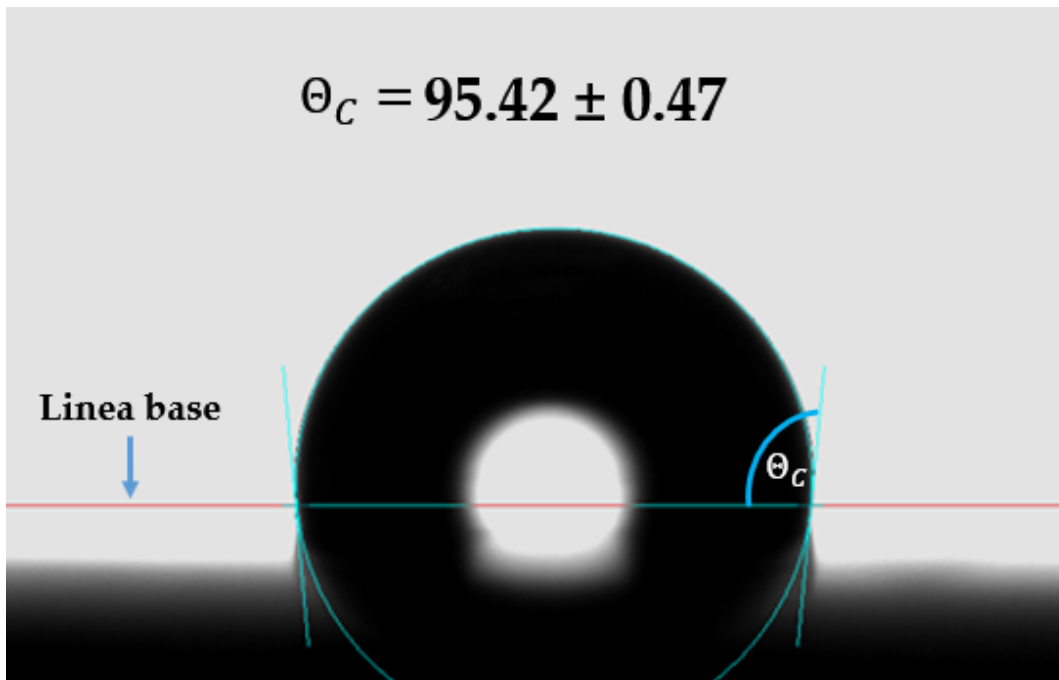 Θ_C = 95.42 ± 0.47
Linea base
Θ_C